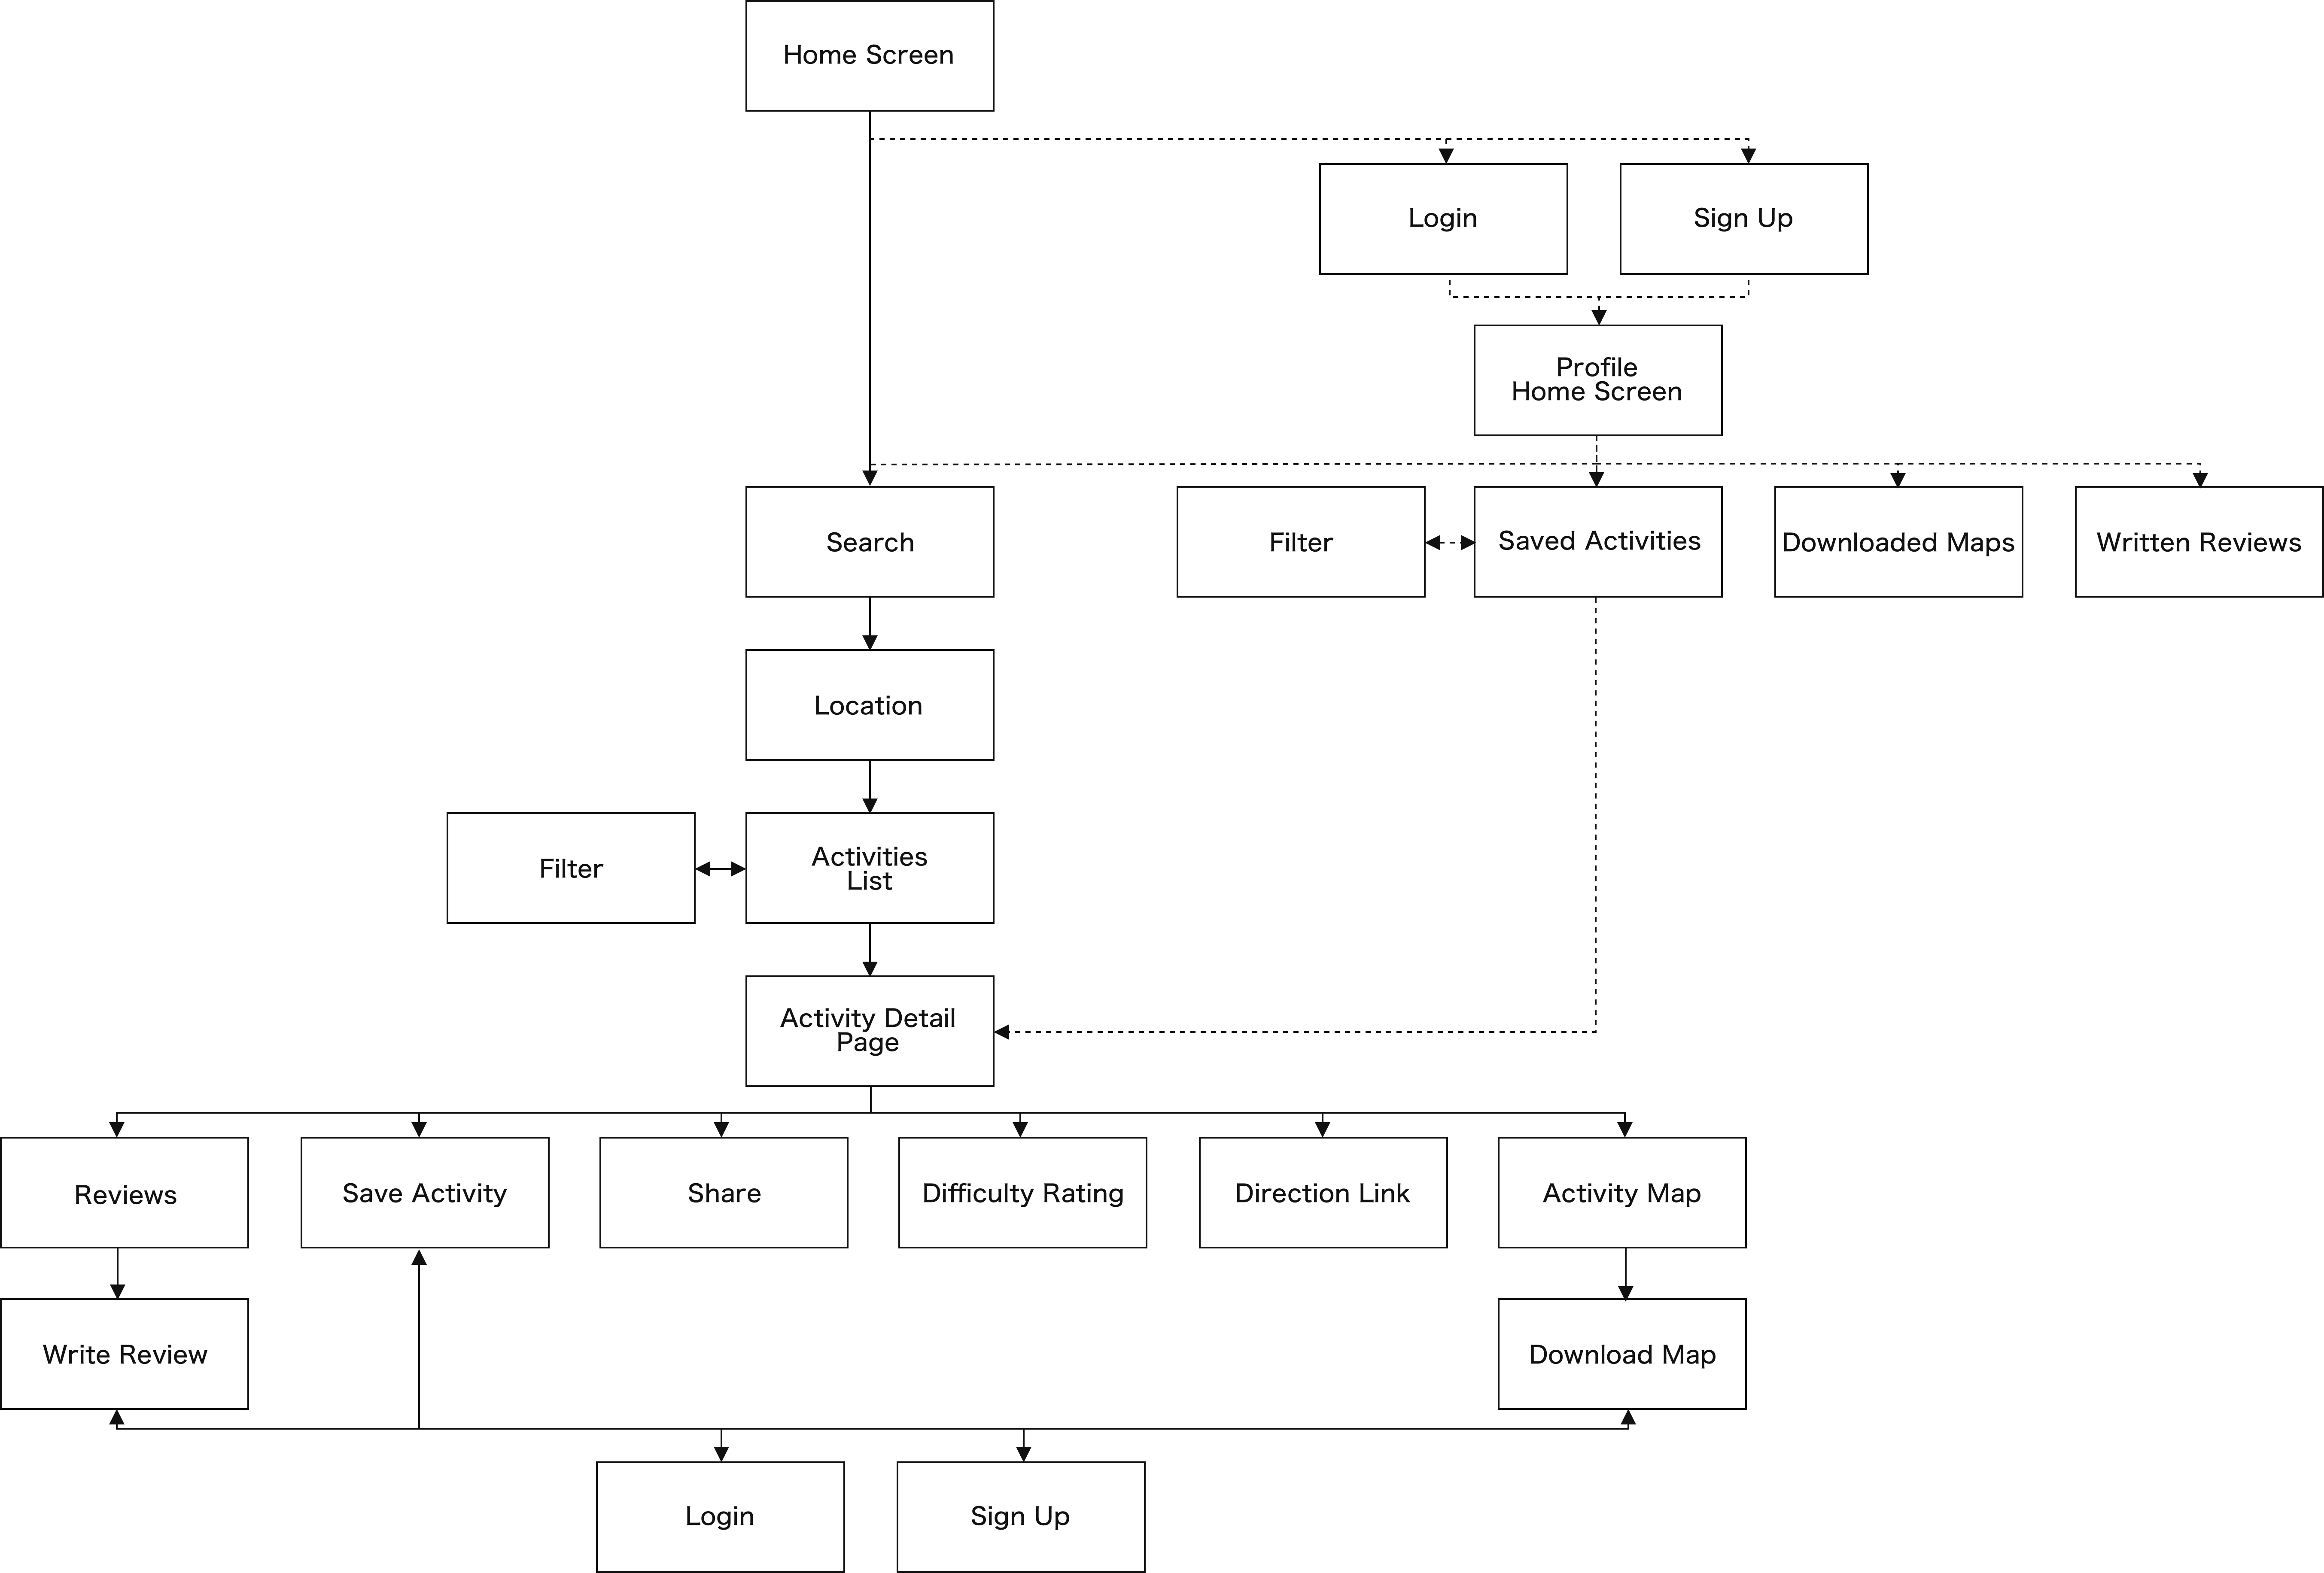 Home Screen
Login
Sign Up
Profile
Home Screen
Search
Filter
Saved Activities
Downloaded Maps
Written Reviews
Location
Filter
Activities
List
Activity Detail
Page
Reviews
Save Activity
Share
Difficulty Rating
Direction Link
Activity Map
Write Review
Download Map
Login
Sign Up